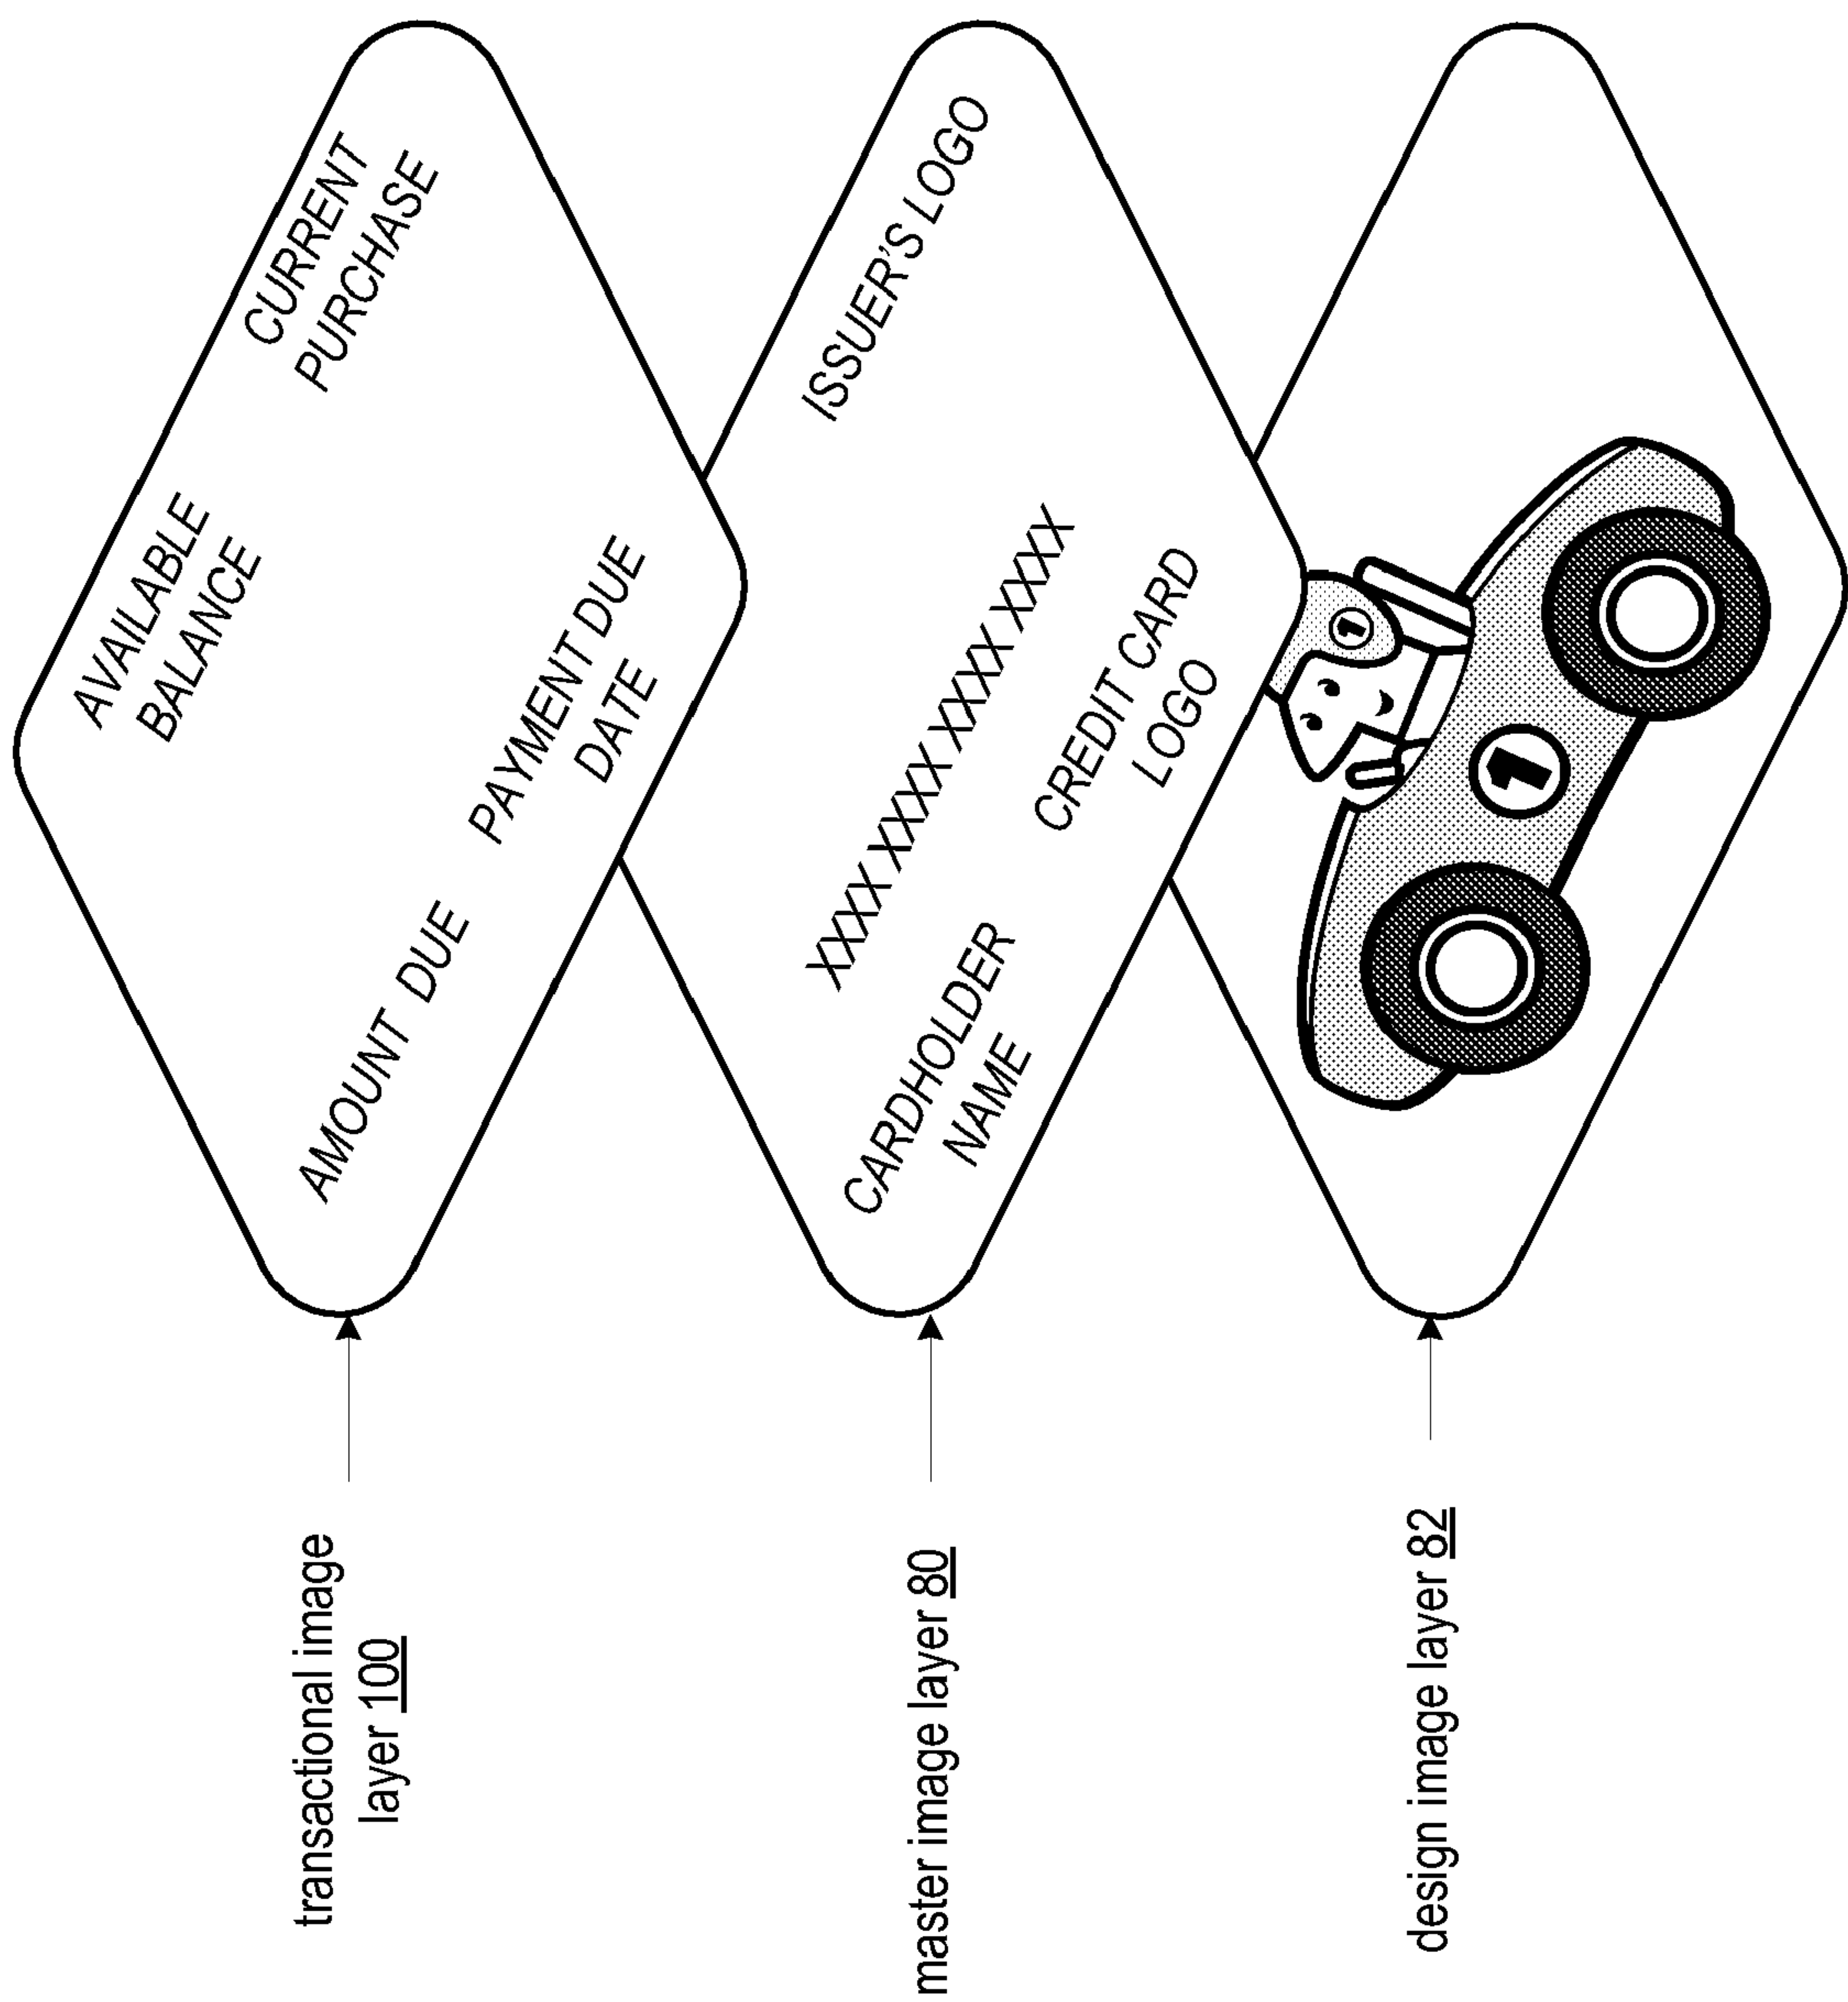 transactional image
layer 100
AVAILABLE
BALANCE
CURRENT
PURCHASE
AMOUNT DUE
PAYMENT DUE
DATE
master image layer 80
ISSUER'S LOGO
XXXX XXXX XXXX XXXX XXXX
CARDHOLDER
NAME
CREDIT CARD
LOGO
design image layer 82
1
1